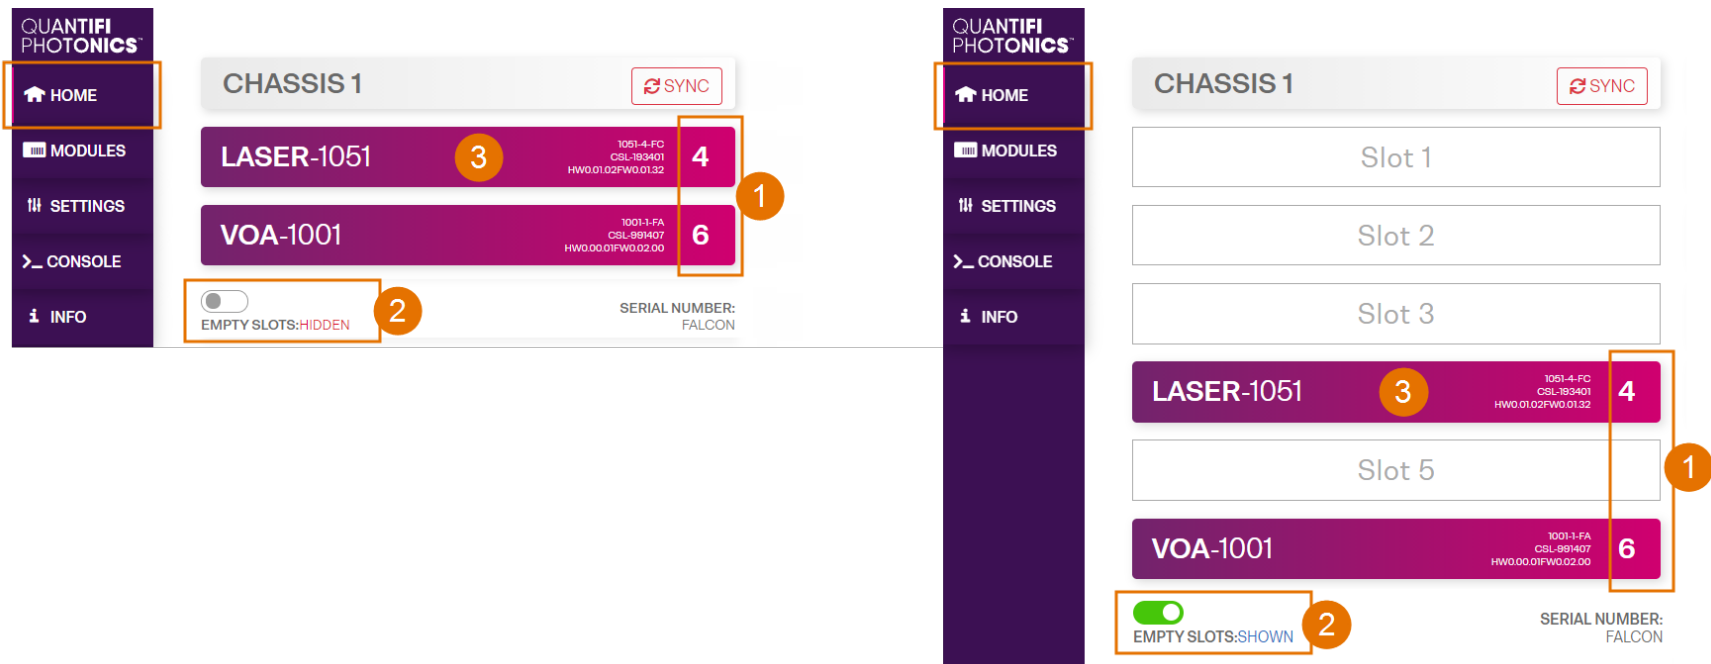 QUANTIFI
PHOTONICS™
HOME
MODULES
SETTINGS
CONSOLE
INFO
CHASSIS 1
SYNC
LASER-1051
3
1051-4-FC
CSL-193401
HW0.01.02FW0.01.32
4
1
VOA-1001
1001-1-FA
CSL-991407
HW0.00.01FW0.02.00
6
EMPTY SLOTS:HIDDEN
2
SERIAL NUMBER:
FALCON
QUANTIFI
PHOTONICS™
HOME
MODULES
SETTINGS
CONSOLE
INFO
CHASSIS 1
SYNC
Slot 1
Slot 2
Slot 3
LASER-1051
3
1051-4-FC
CSL-193401
HW0.01.02FW0.01.32
4
Slot 5
1
VOA-1001
1001-1-FA
CSL-991407
HW0.00.01FW0.02.00
6
EMPTY SLOTS:SHOWN
2
SERIAL NUMBER:
FALCON